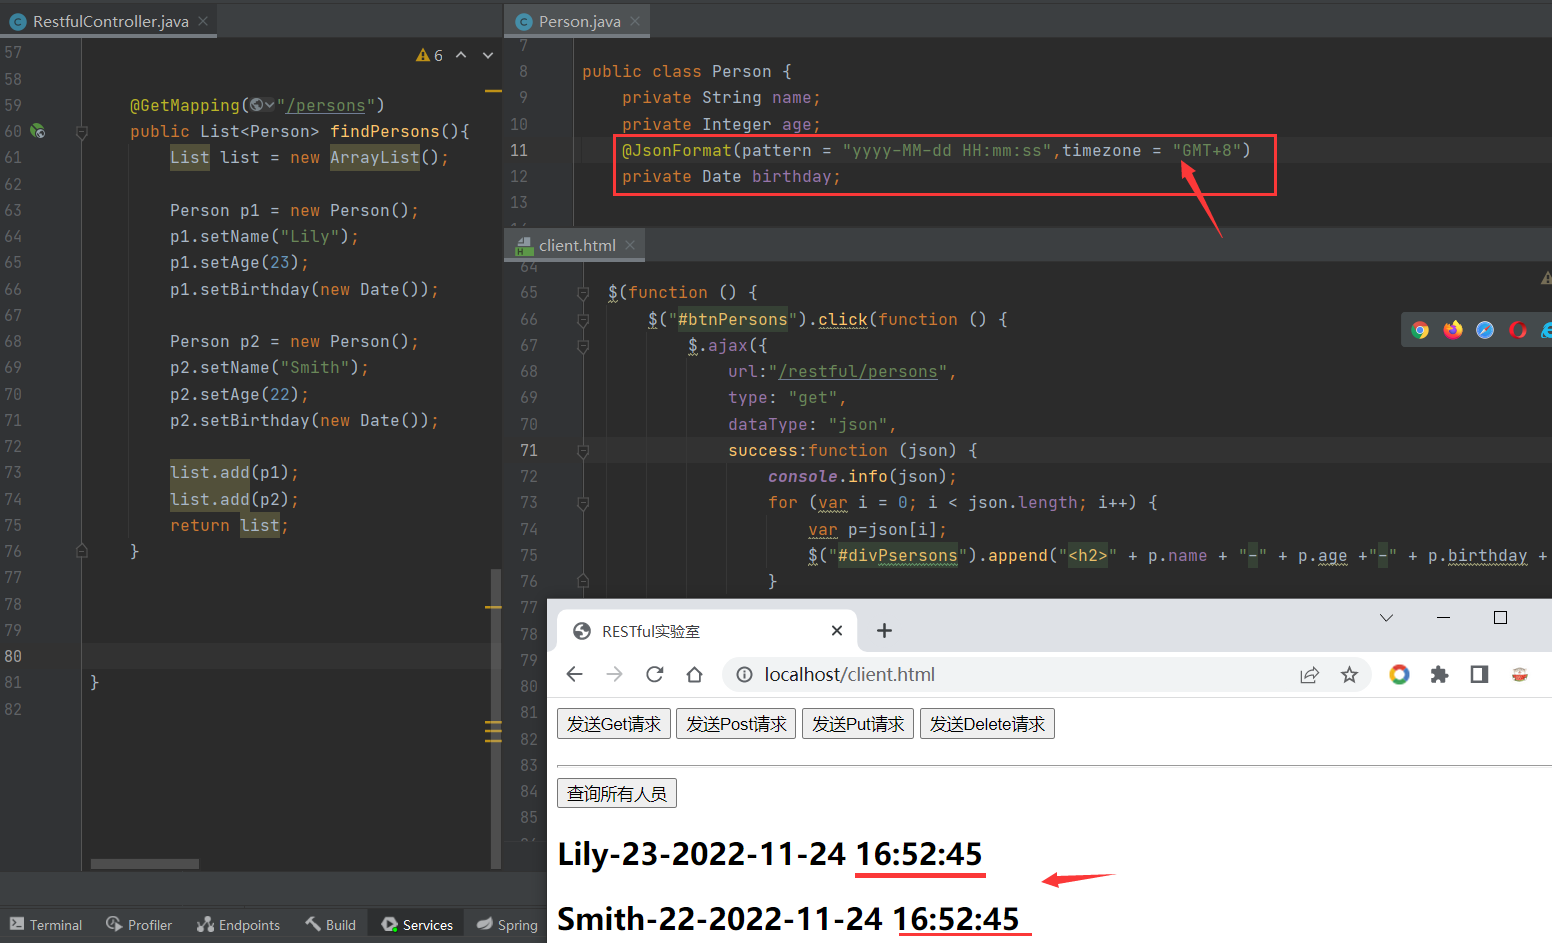 RestfulController.java
57
6
58
59 @GetMapping("/persons")
60 public List<Person> findPersons(){
61 List list = new ArrayList();
62
63 Person p1 = new Person();
64 p1.setName("Lily");
65 p1.setAge(23);
66 p1.setBirthday(new Date());
67
68 Person p2 = new Person();
69 p2.setName("Smith");
70 p2.setAge(22);
71 p2.setBirthday(new Date());
72
73 list.add(p1);
74 list.add(p2);
75 return list;
76 }
77
78
79
80
81 }
82
Person.java
7
8 public class Person {
9 private String name;
10 private Integer age;
11 @JsonFormat(pattern = "yyyy-MM-dd HH:mm:ss",timezone = "GMT+8")
12 private Date birthday;
13
client.html
64
65 $(function () {
66 $("#btnPersons").click(function () {
67 $.ajax({
68 url:"/restful/persons",
69 type: "get",
70 dataType: "json",
71 success:function (json) {
72 console.info(json);
73 for (var i = 0; i < json.length; i++) {
74 var p=json[i];
75 $("#divPsersons").append("<h2>" + p.name + "-" + p.age +"-" + p.birthday +
76 }
77
78
79
80
81
82
83
84
85
RESTful实验室
localhost/client.html
发送Get请求 发送Post请求 发送Put请求 发送Delete请求
查询所有人员
Lily-23-2022-11-24 16:52:45
Smith-22-2022-11-24 16:52:45
Terminal Profiler Endpoints Build Services Spring